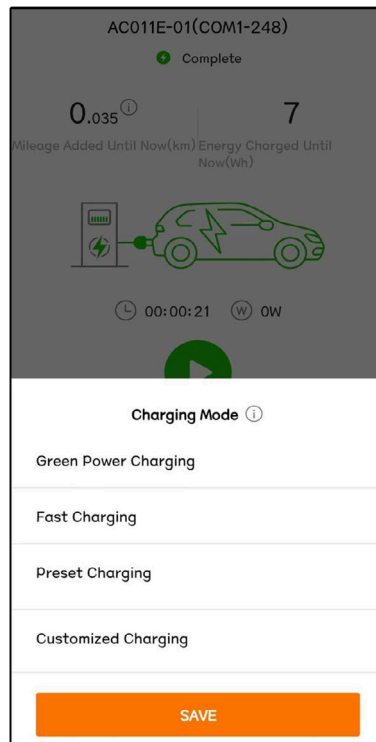 AC011E-01(COM1-248)
Complete
0.035 7
Mileage Added Until Now(km) Energy Charged Until
Now(Wh)
00:00:21 W 0W
Charging Mode i
Green Power Charging
Fast Charging
Preset Charging
Customized Charging
SAVE